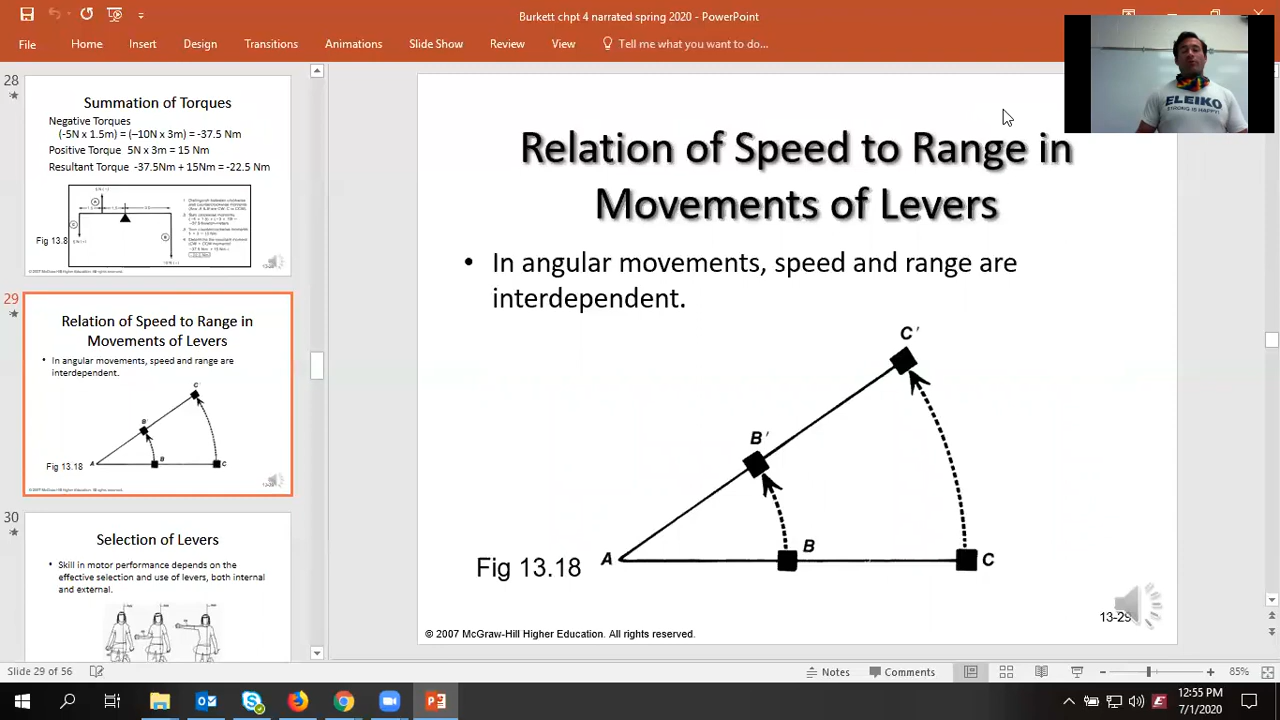 Burkett chpt 4 narrated spring 2020 - PowerPoint
File Home Insert Design Transitions Animations Slide Show Review View Tell me what you want to do...
28
Summation of Torques
Negative Torques
(-5N x 1.5m) = (–10N x 3m) = -37.5 Nm
Positive Torque 5N x 3m = 15 Nm
Resultant Torque -37.5Nm + 15Nm = -22.5 Nm
Fig 13.8
29
Relation of Speed to Range in
Movements of Levers
• In angular movements, speed and range are
interdependent.
C'
B'
A B C
Fig 13.18
30
Selection of Levers
• Skill in motor performance depends on the
effective selection and use of levers, both internal
and external.
Relation of Speed to Range in
Movements of Levers
• In angular movements, speed and range are
interdependent.
C'
B'
A B C
Fig 13.18
13-29
© 2007 McGraw-Hill Higher Education. All rights reserved.
ELEIKO
STRONG IS HAPPY!
Slide 29 of 56
Notes Comments 85%
12:55 PM
7/1/2020